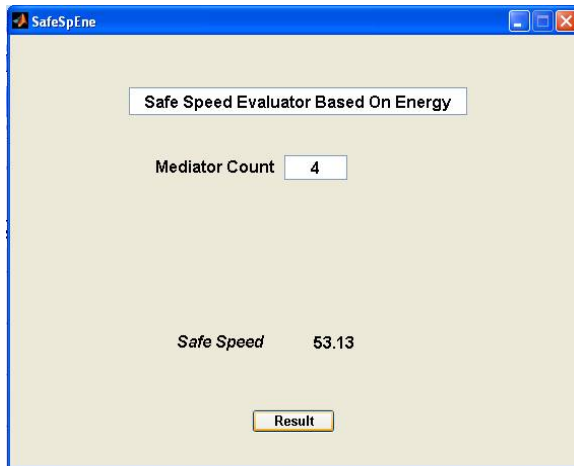 SafeSpEne
Safe Speed Evaluator Based On Energy
Mediator Count 4
Safe Speed 53.13
Result